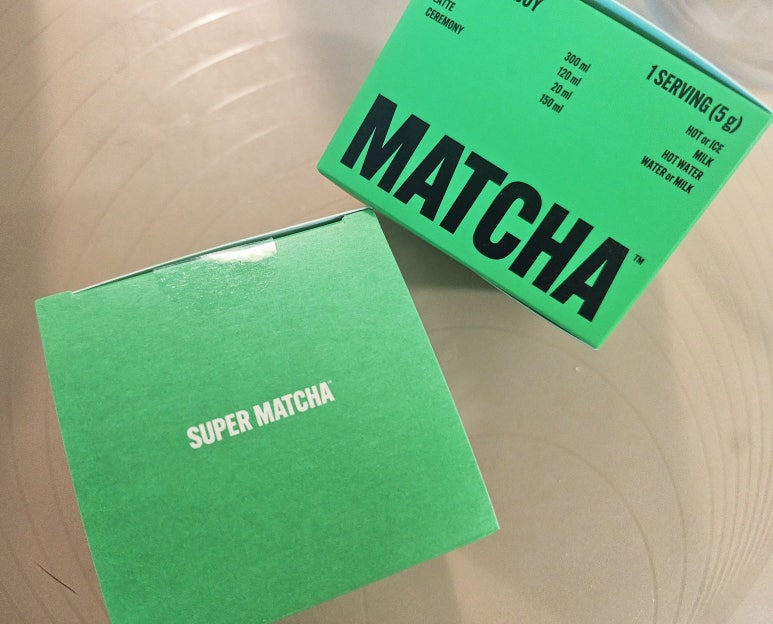 LATTE
CEREMONY
300 ml
120 ml
20 ml
150 ml
1 SERVING (5 g)
HOT or ICE
MILK
HOT WATER
WATER or MILK
MATCHA™
SUPER MATCHA™